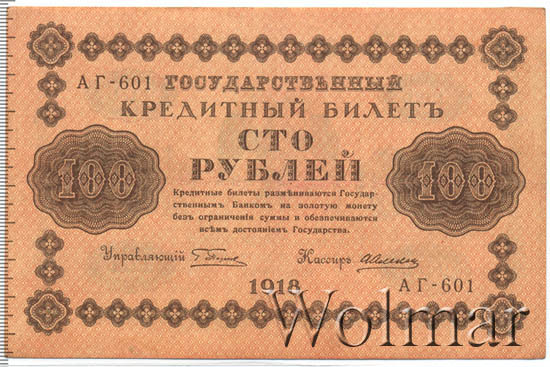 АГ-601 ГОСУДАРСТВЕННЫЙ
КРЕДИТНЫЙ БИЛЕТЪ
СТО
РУБЛЕЙ
100
100
Кредитные билеты размѣниваются Государ-
ственнымъ Банкомъ на золотую монету
безъ ограниченія суммы и обезпечиваются
всѣмъ достояніемъ Государства.
Управляющій
Кассиръ
1918
АГ-601
Wolmar